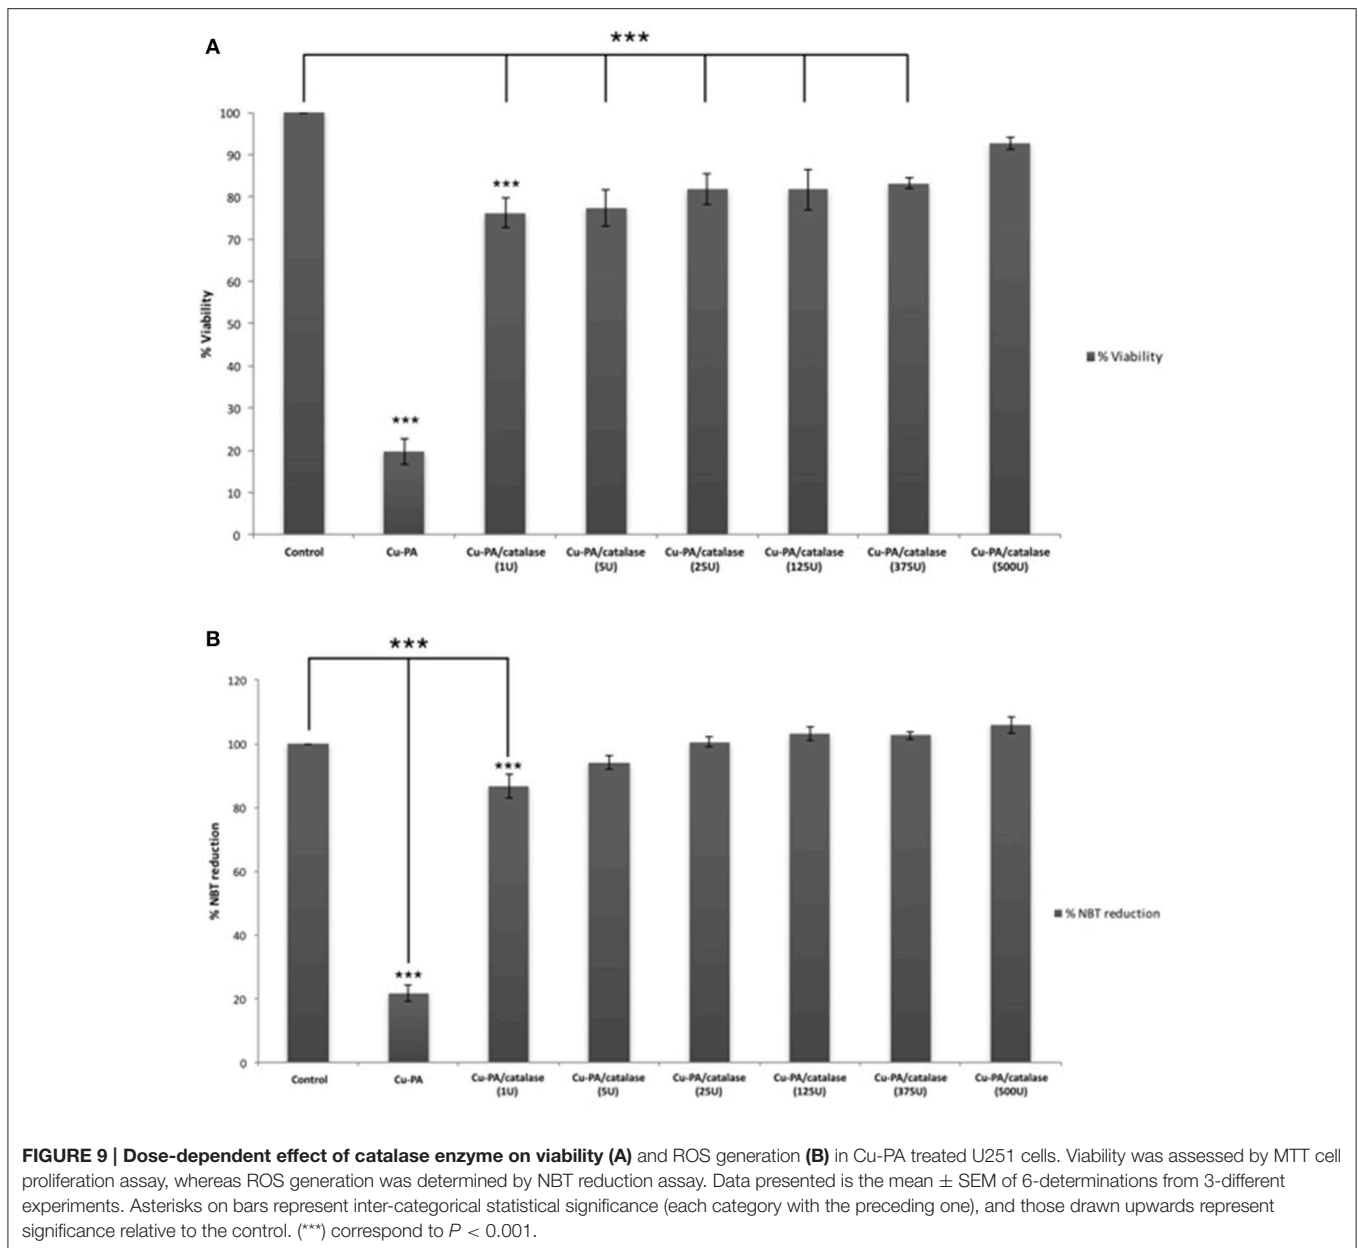 A
***
100
90
80
70
60
50
40
30
20
10
0
% Viability
***
***
Control
Cu-PA
Cu-PA/catalase
(1U)
Cu-PA/catalase
(5U)
Cu-PA/catalase
(25U)
Cu-PA/catalase
(125U)
Cu-PA/catalase
(375U)
Cu-PA/catalase
(500U)
% Viability
B
***
120
100
80
60
40
20
0
% NBT reduction
***
***
Control
Cu-PA
Cu-PA/catalase
(1U)
Cu-PA/catalase
(5U)
Cu-PA/catalase
(25U)
Cu-PA/catalase
(125U)
Cu-PA/catalase
(375U)
Cu-PA/catalase
(500U)
% NBT reduction
FIGURE 9 | Dose-dependent effect of catalase enzyme on viability (A) and ROS generation (B) in Cu-PA treated U251 cells. Viability was assessed by MTT cell
proliferation assay, whereas ROS generation was determined by NBT reduction assay. Data presented is the mean ± SEM of 6-determinations from 3-different
experiments. Asterisks on bars represent inter-categorical statistical significance (each category with the preceding one), and those drawn upwards represent
significance relative to the control. (***) correspond to P < 0.001.